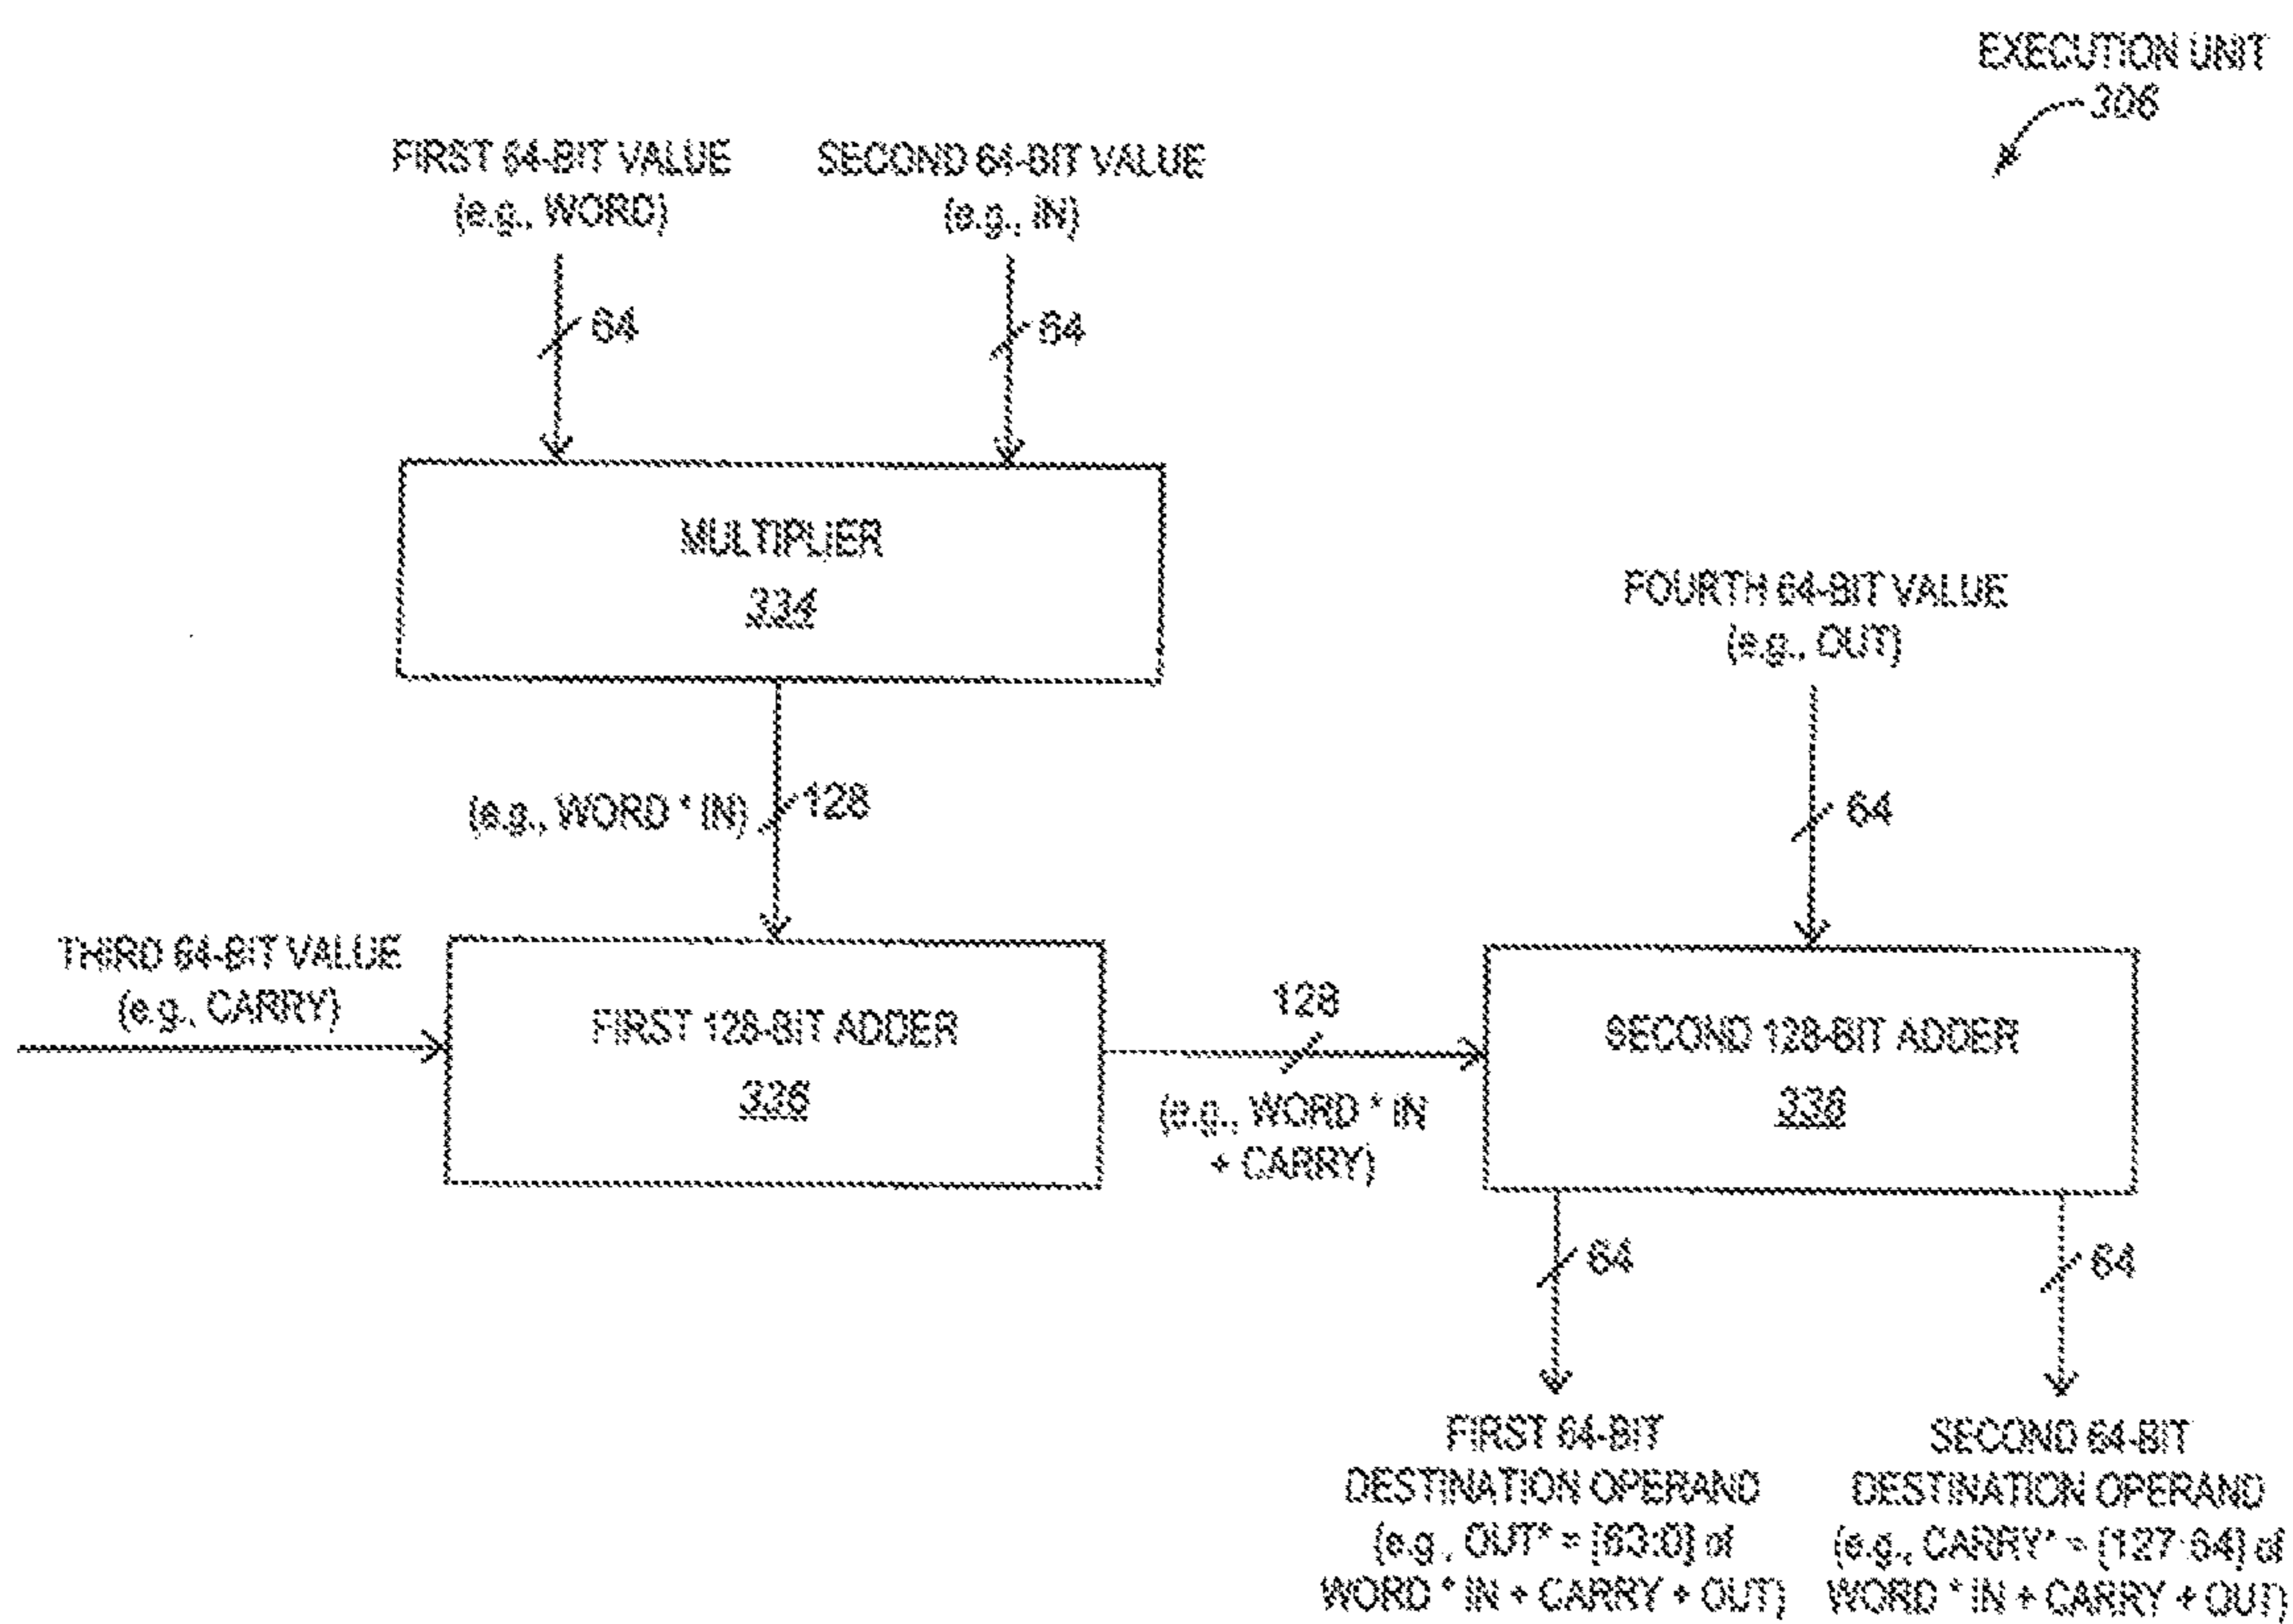 EXECUTION UNIT
306
FIRST 64-BIT VALUE
(e.g., WORD)
SECOND 64-BIT VALUE
(e.g., IN)
64
64
MULTIPLIER
334
FOURTH 64-BIT VALUE
(e.g., OUT)
(e.g., WORD * IN)
128
64
THIRD 64-BIT VALUE
(e.g., CARRY)
FIRST 128-BIT ADDER
336
128
(e.g., WORD * IN
+ CARRY)
SECOND 128-BIT ADDER
338
64
64
FIRST 64-BIT
DESTINATION OPERAND
(e.g., OUT* = [63:0] of
WORD * IN + CARRY + OUT)
SECOND 64-BIT
DESTINATION OPERAND
(e.g., CARRY* = [127:64] of
WORD * IN + CARRY + OUT)